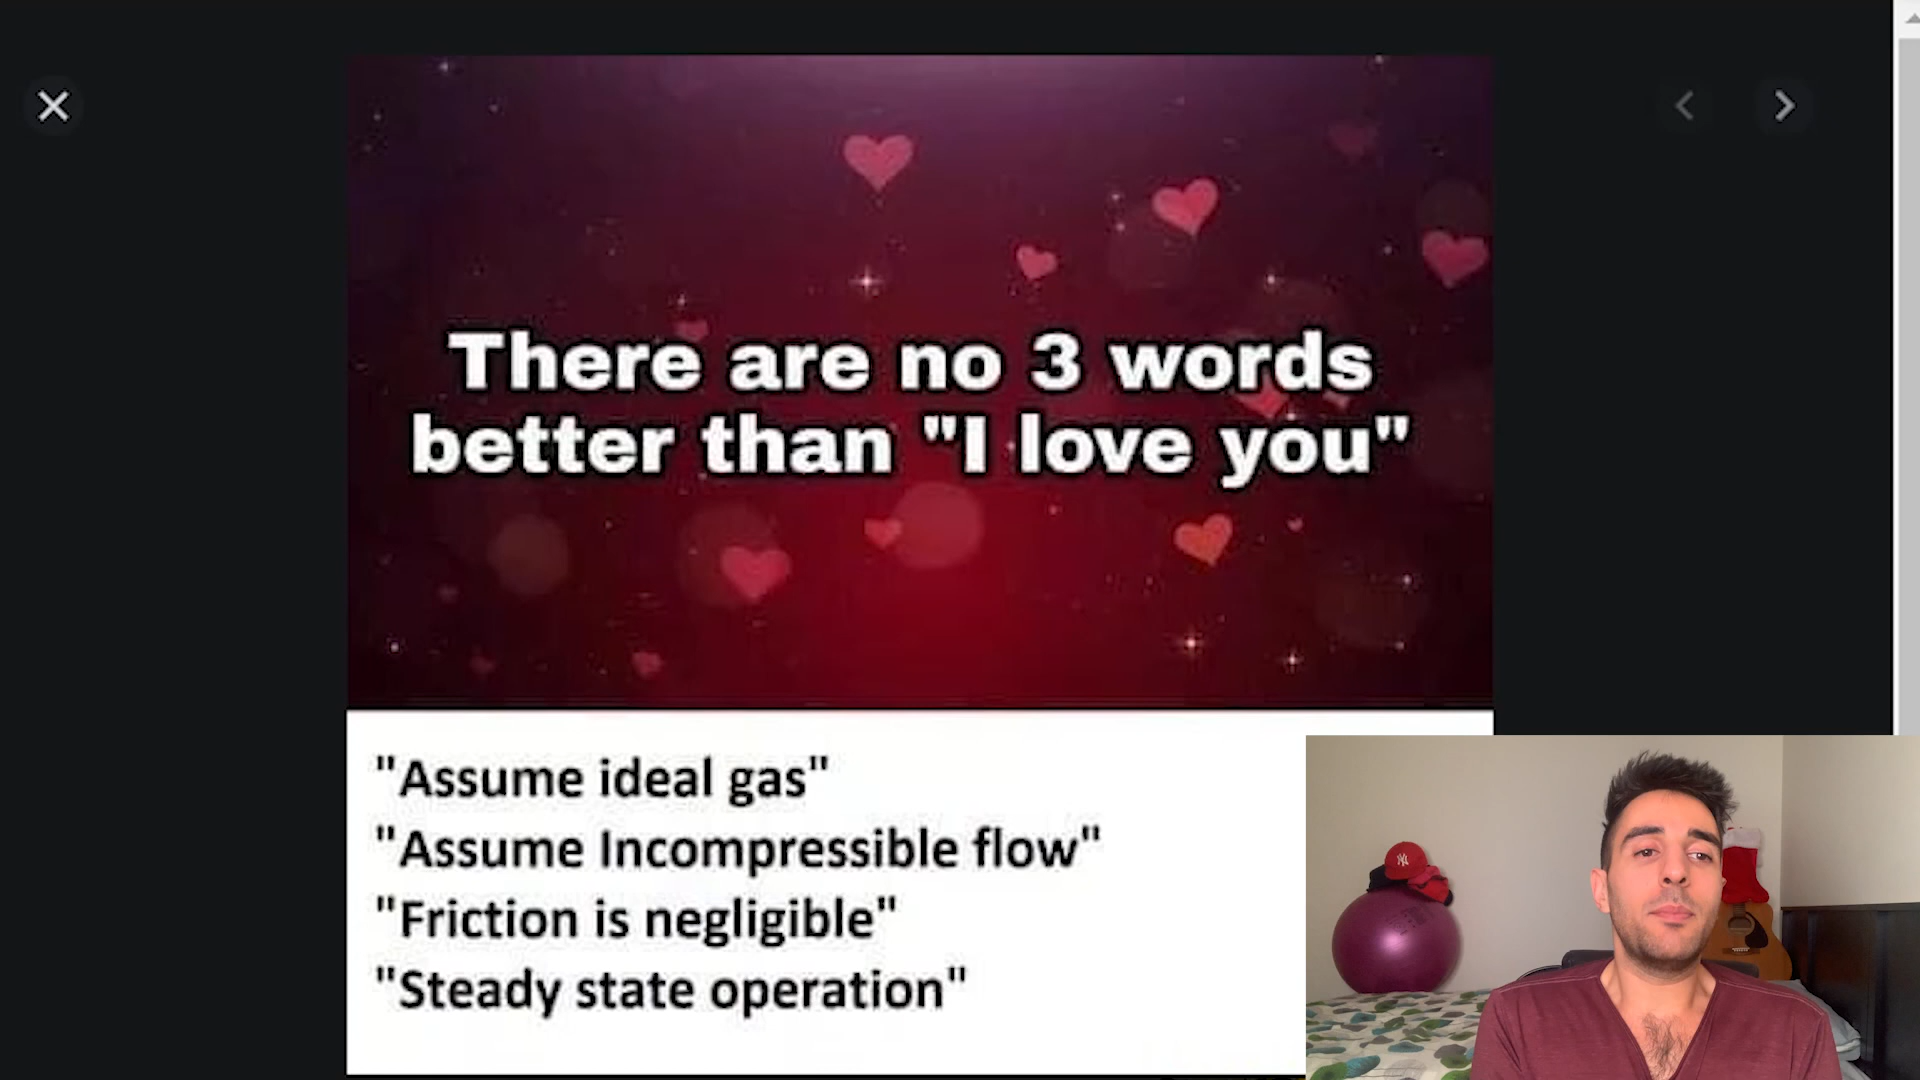 There are no 3 words
better than "I love you"
"Assume ideal gas"
"Assume Incompressible flow"
"Friction is negligible"
"Steady state operation"